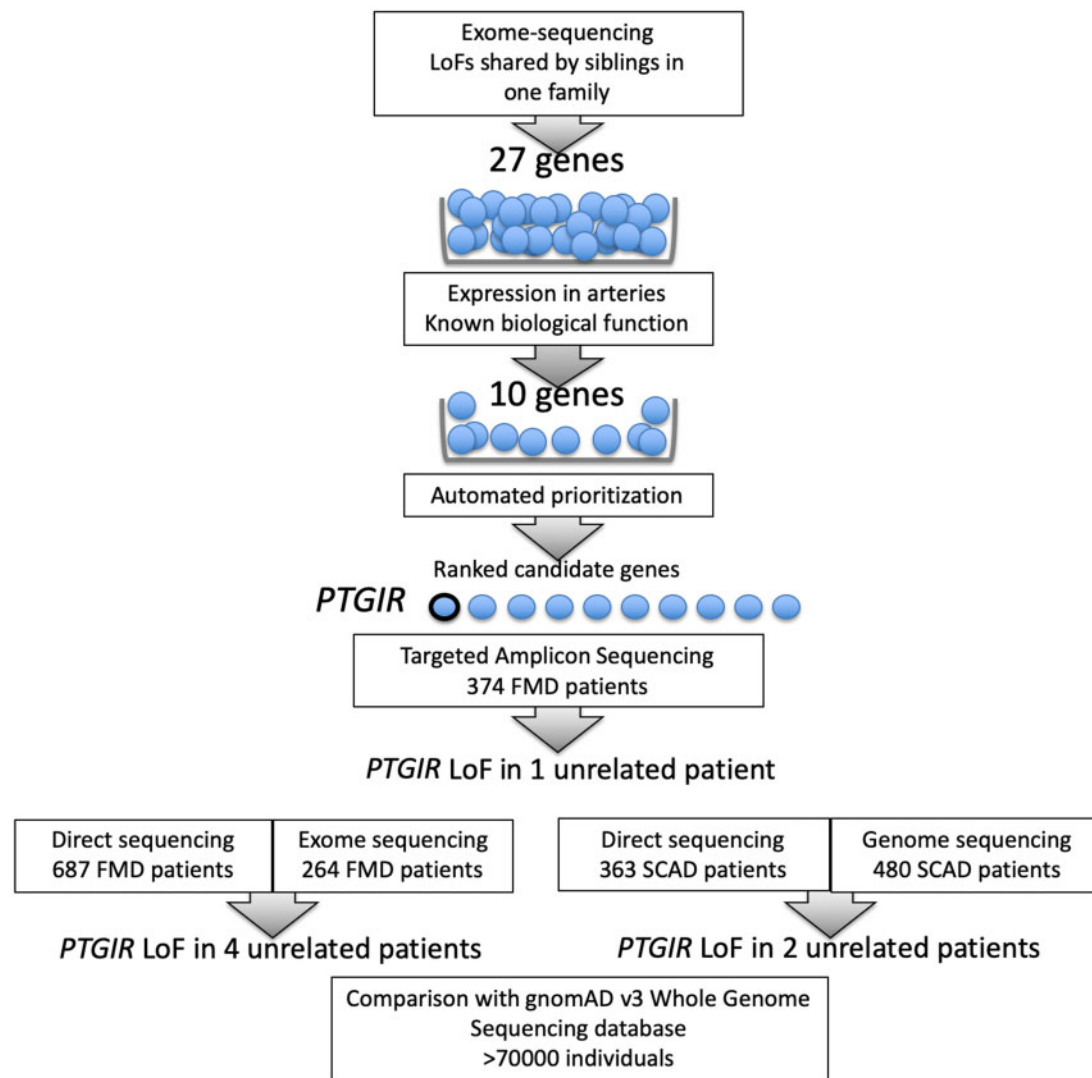 Exome-sequencing
LoFs shared by siblings in
one family
27 genes
Expression in arteries
Known biological function
10 genes
Automated prioritization
Ranked candidate genes
PTGIR
Targeted Amplicon Sequencing
374 FMD patients
PTGIR LoF in 1 unrelated patient
Direct sequencing
687 FMD patients
Exome sequencing
264 FMD patients
Direct sequencing
363 SCAD patients
Genome sequencing
480 SCAD patients
PTGIR LoF in 4 unrelated patients
PTGIR LoF in 2 unrelated patients
Comparison with gnomAD v3 Whole Genome
Sequencing database
>70000 individuals